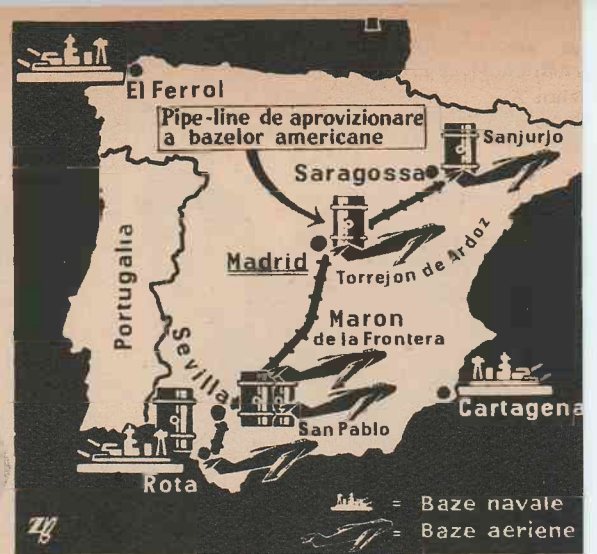 El Ferrol
Pipe-line de aprovizionare
a bazelor americane
Sanjurjo
Saragossa
Madrid
Torrejon de Ardoz
Portugalia
Sevilla
Maron
de la Frontera
San Pablo
Cartagena
Rota
= Baze navale
= Baze aeriene